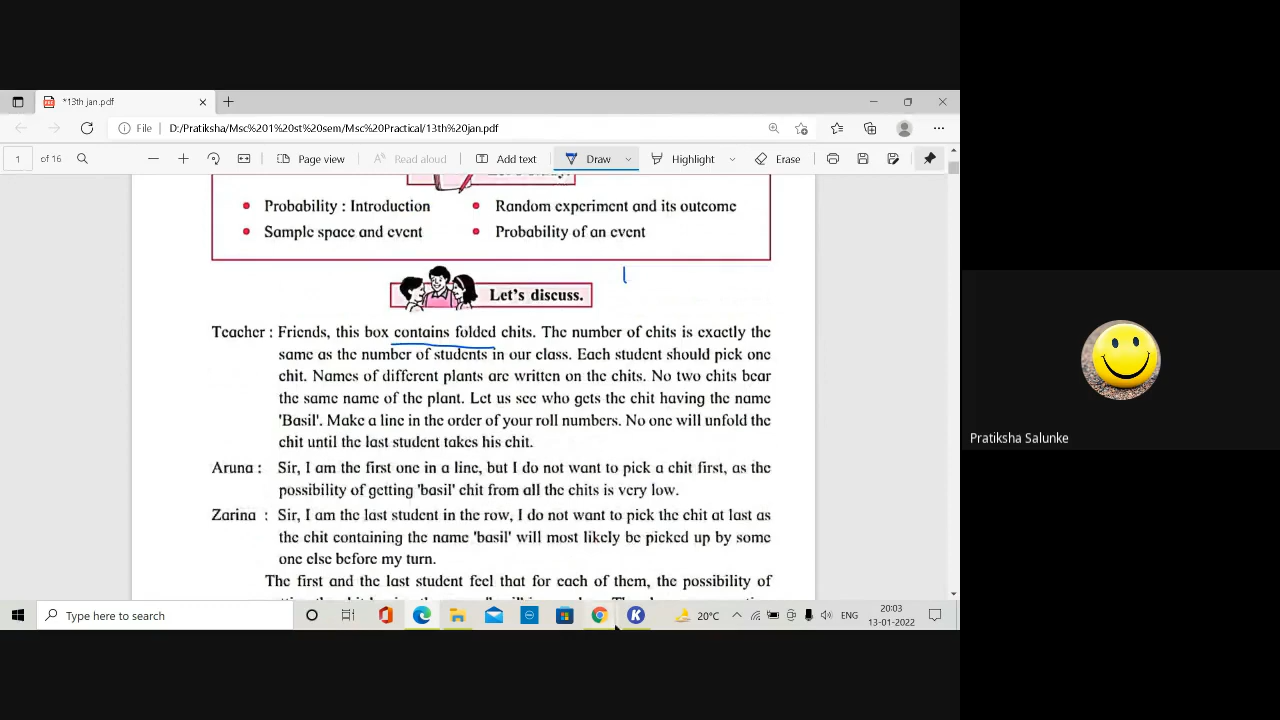 *13th jan.pdf
File
D:/Pratiksha/Msc%201%20st%20sem/Msc%20Practical/13th%20jan.pdf
1 of 16
Page view
Read aloud
Add text
Draw
Highlight
Erase
Probability : Introduction
Random experiment and its outcome
Sample space and event
Probability of an event
Let's discuss.
Teacher : Friends, this box contains folded chits. The number of chits is exactly the
same as the number of students in our class. Each student should pick one
chit. Names of different plants are written on the chits. No two chits bear
the same name of the plant. Let us see who gets the chit having the name
'Basil'. Make a line in the order of your roll numbers. No one will unfold the
chit until the last student takes his chit.
Aruna : Sir, I am the first one in a line, but I do not want to pick a chit first, as the
possibility of getting 'basil' chit from all the chits is very low.
Zarina : Sir, I am the last student in the row, I do not want to pick the chit at last as
the chit containing the name 'basil' will most likely be picked up by some
one else before my turn.
The first and the last student feel that for each of them, the possibility of
Pratiksha Salunke
Type here to search
20°C
ENG
20:03
13-01-2022